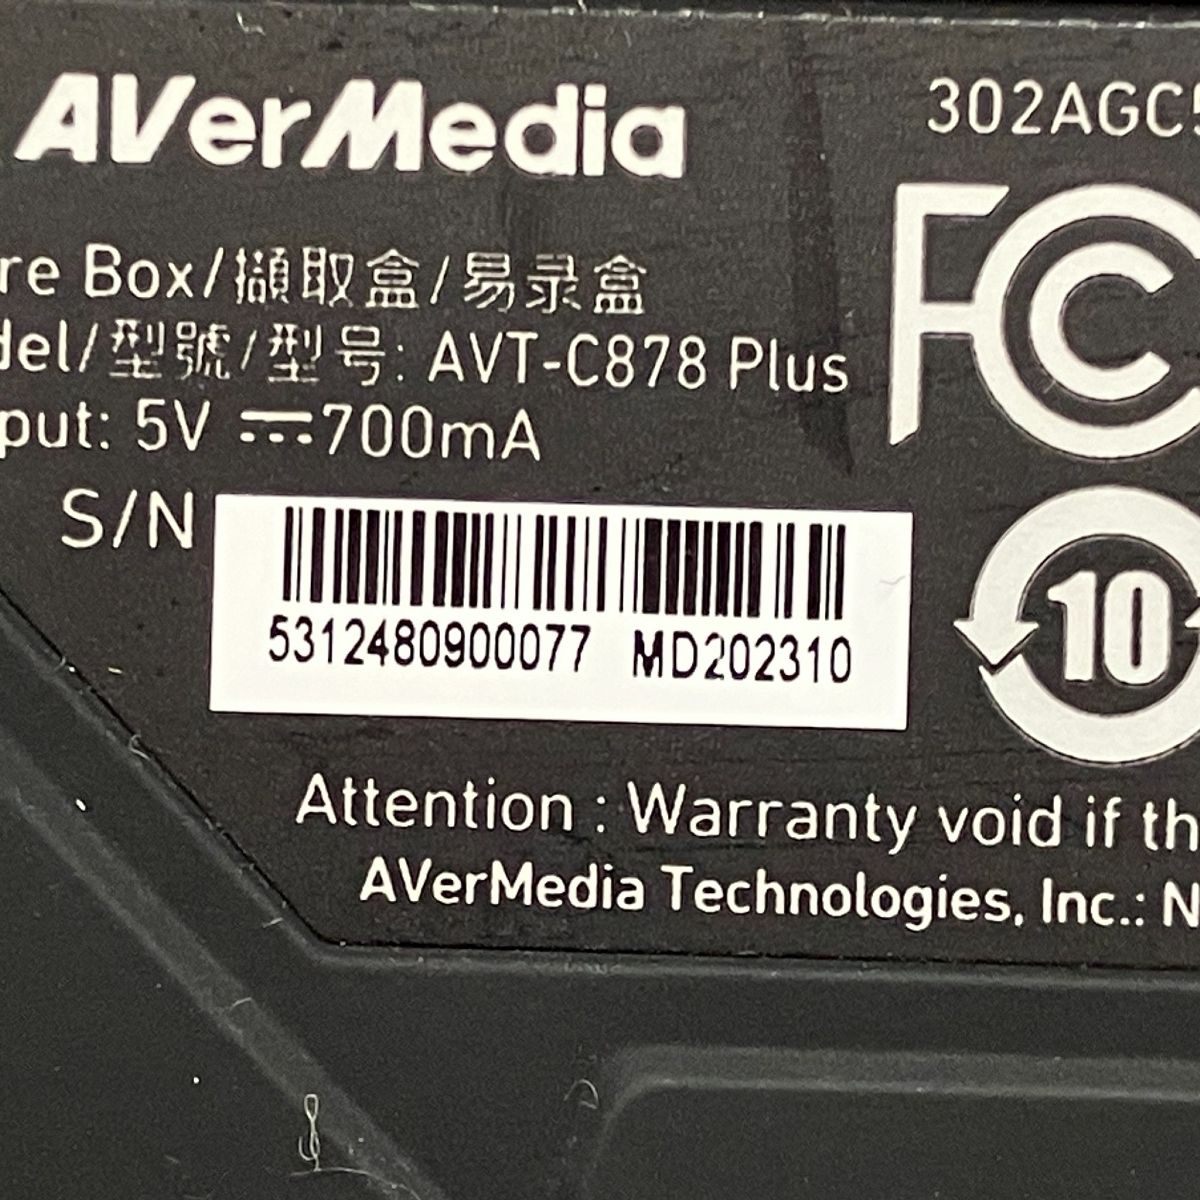 AVerMedia
302AGC5
re Box/擷取盒/易录盒
del/型號/型号: AVT-C878 Plus
put: 5V ⎓700mA
FC
S/N
5312480900077 MD202310
10
Attention : Warranty void if th
AVerMedia Technologies, Inc.: N